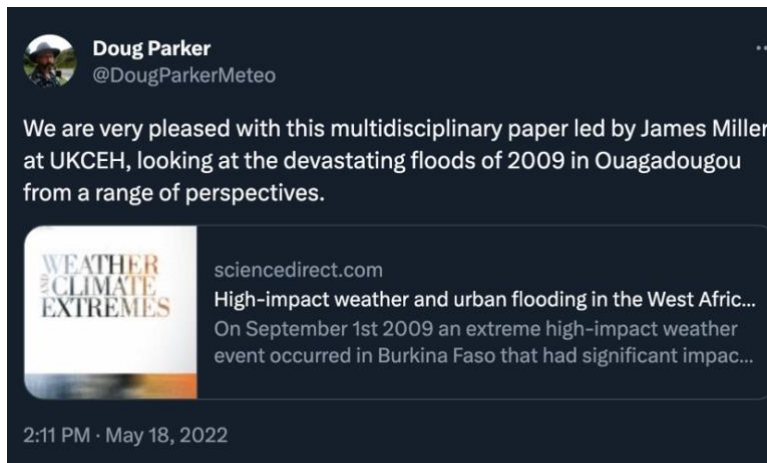 Doug Parker
@DougParkerMeteo
We are very pleased with this multidisciplinary paper led by James Miller
at UKCEH, looking at the devastating floods of 2009 in Ouagadougou
from a range of perspectives.
WEATHER
AND CLIMATE
EXTREMES
sciencedirect.com
High-impact weather and urban flooding in the West Afric...
On September 1st 2009 an extreme high-impact weather
event occurred in Burkina Faso that had significant impac...
2:11 PM · May 18, 2022